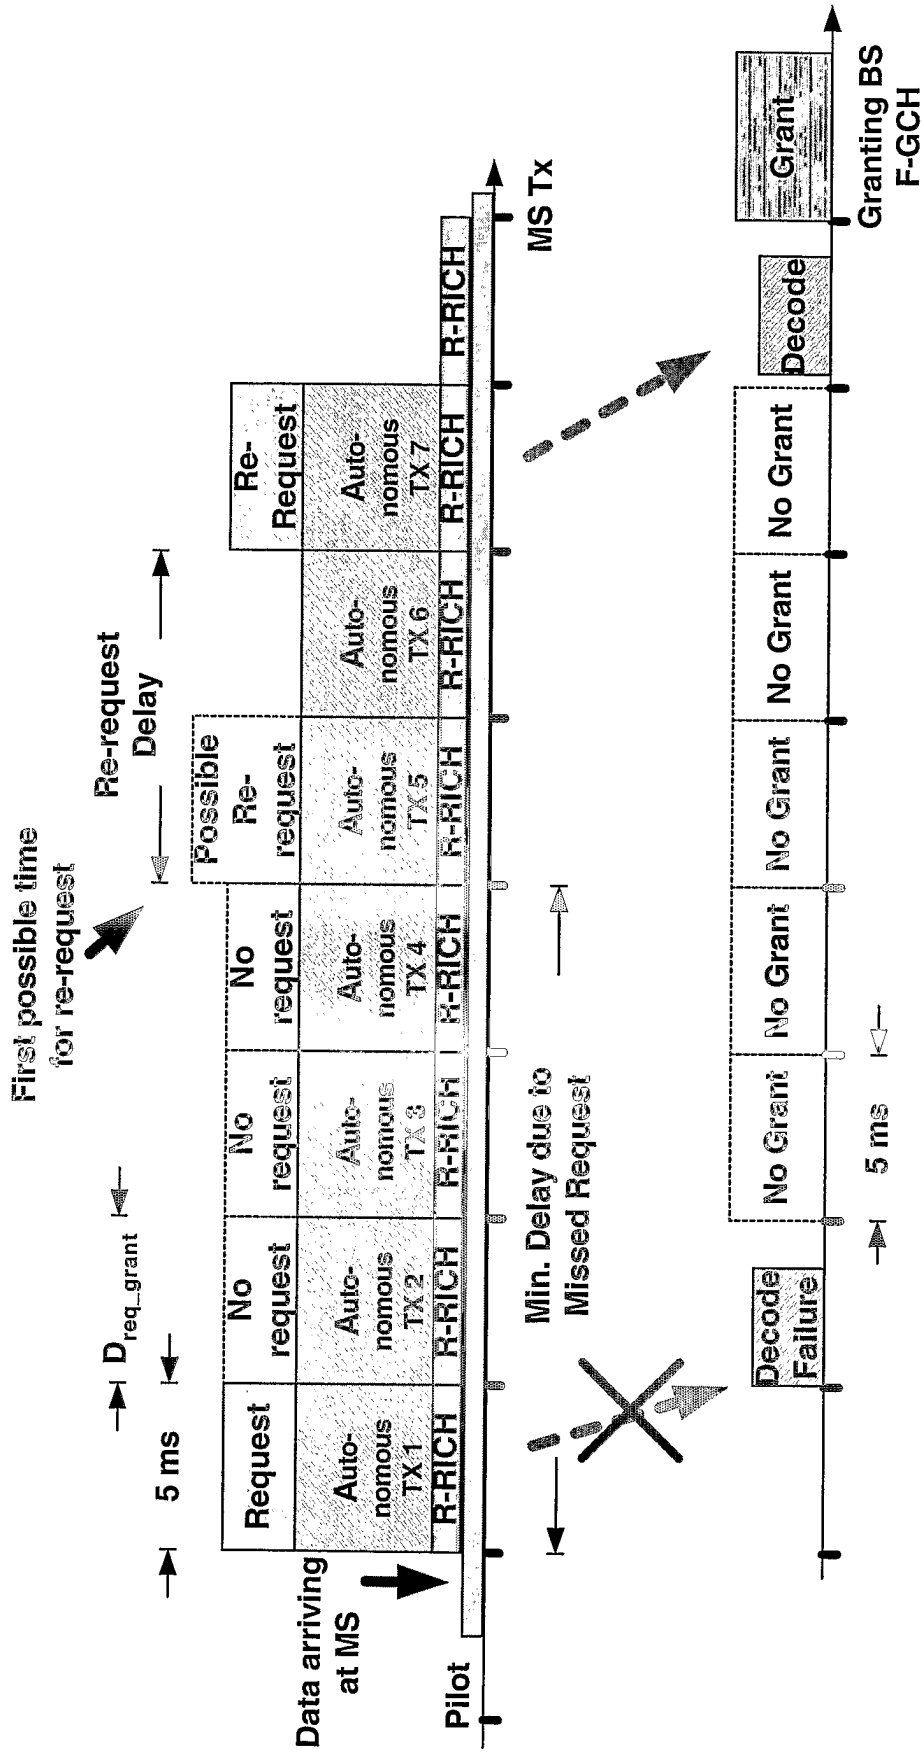 First possible time
for re-request
Re-request
Delay
D req_grant
5 ms
Request
No
request
No
request
No
request
Possible
Re-
request
Re-
Request
Data arriving
at MS
Auto-
nomous
TX 1
Auto-
nomous
TX 2
Auto-
nomous
TX 3
Auto-
nomous
TX 4
Auto-
nomous
TX 5
Auto-
nomous
TX 6
Auto-
nomous
TX 7
Pilot
R-RICH
R-RICH
R-RICH
R-RICH
R-RICH
R-RICH
R-RICH
R-RICH
MS Tx
Min. Delay due to
Missed Request
Decode
Failure
No Grant
No Grant
No Grant
No Grant
No Grant
Decode
Grant
5 ms
Granting BS
F-GCH